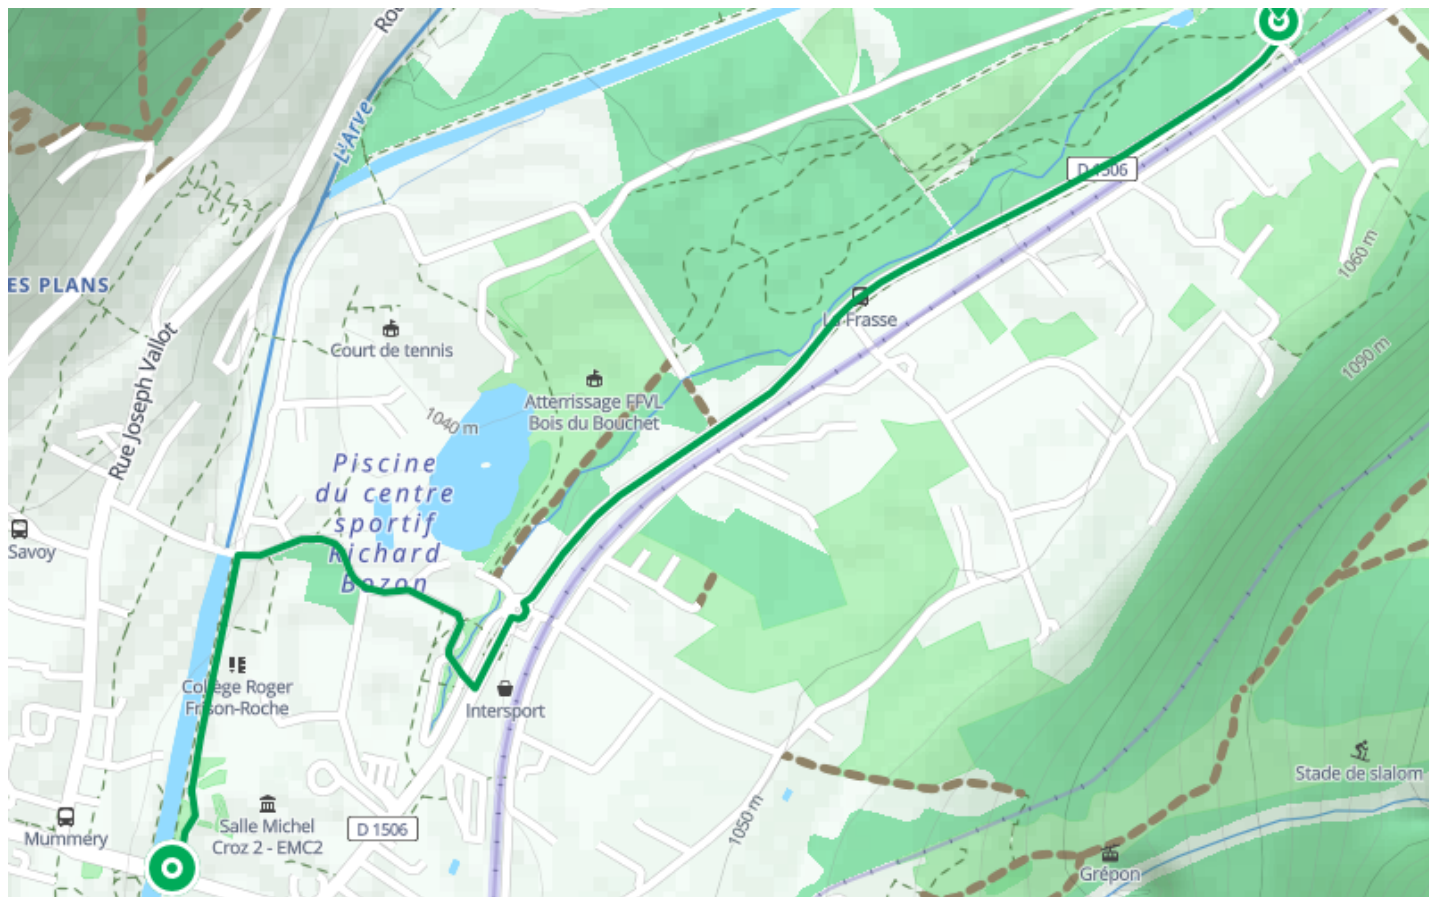 Rou
L'Arve
D 1506
ES PLANS
1060 m
La Frasse
Court de tennis
Rue Joseph Vallot
1090 m
Atterrissage FFVL
Bois du Bouchet
1040 m
Piscine
du centre
sportif
Richard
Bozon
Savoy
Collège Roger
Frison-Roche
Intersport
Stade de slalom
Mummery
Salle Michel
Croz 2 - EMC2
D 1506
1050 m
Grépon